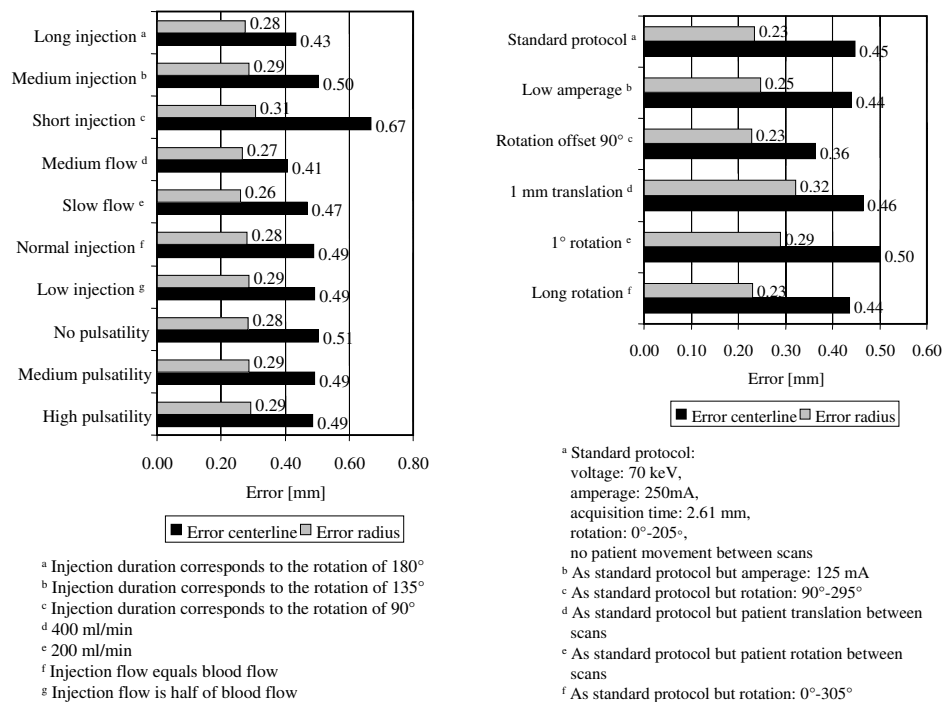 Long injection ᵃ 0.28 0.43
Medium injection ᵇ 0.29 0.50
Short injection ᶜ 0.31 0.67
Medium flow ᵈ 0.27 0.41
Slow flow ᵉ 0.26 0.47
Normal injection ᶠ 0.28 0.49
Low injection ᵍ 0.29 0.49
No pulsatility 0.28 0.51
Medium pulsatility 0.29 0.49
High pulsatility 0.29 0.49
0.00 0.20 0.40 0.60 0.80
Error [mm]
Error centerline Error radius
ᵃ Injection duration corresponds to the rotation of 180°
ᵇ Injection duration corresponds to the rotation of 135°
ᶜ Injection duration corresponds to the rotation of 90°
ᵈ 400 ml/min
ᵉ 200 ml/min
ᶠ Injection flow equals blood flow
ᵍ Injection flow is half of blood flow
Standard protocol ᵃ 0.23 0.45
Low amperage ᵇ 0.25 0.44
Rotation offset 90° ᶜ 0.23 0.36
1 mm translation ᵈ 0.32 0.46
1° rotation ᵉ 0.29 0.50
Long rotation ᶠ 0.23 0.44
0.00 0.10 0.20 0.30 0.40 0.50 0.60
Error [mm]
Error centerline Error radius
ᵃ Standard protocol:
voltage: 70 keV,
amperage: 250mA,
acquisition time: 2.61 mm,
rotation: 0°-205°,
no patient movement between scans
ᵇ As standard protocol but amperage: 125 mA
ᶜ As standard protocol but rotation: 90°-295°
ᵈ As standard protocol but patient translation between
scans
ᵉ As standard protocol but patient rotation between
scans
ᶠ As standard protocol but rotation: 0°-305°